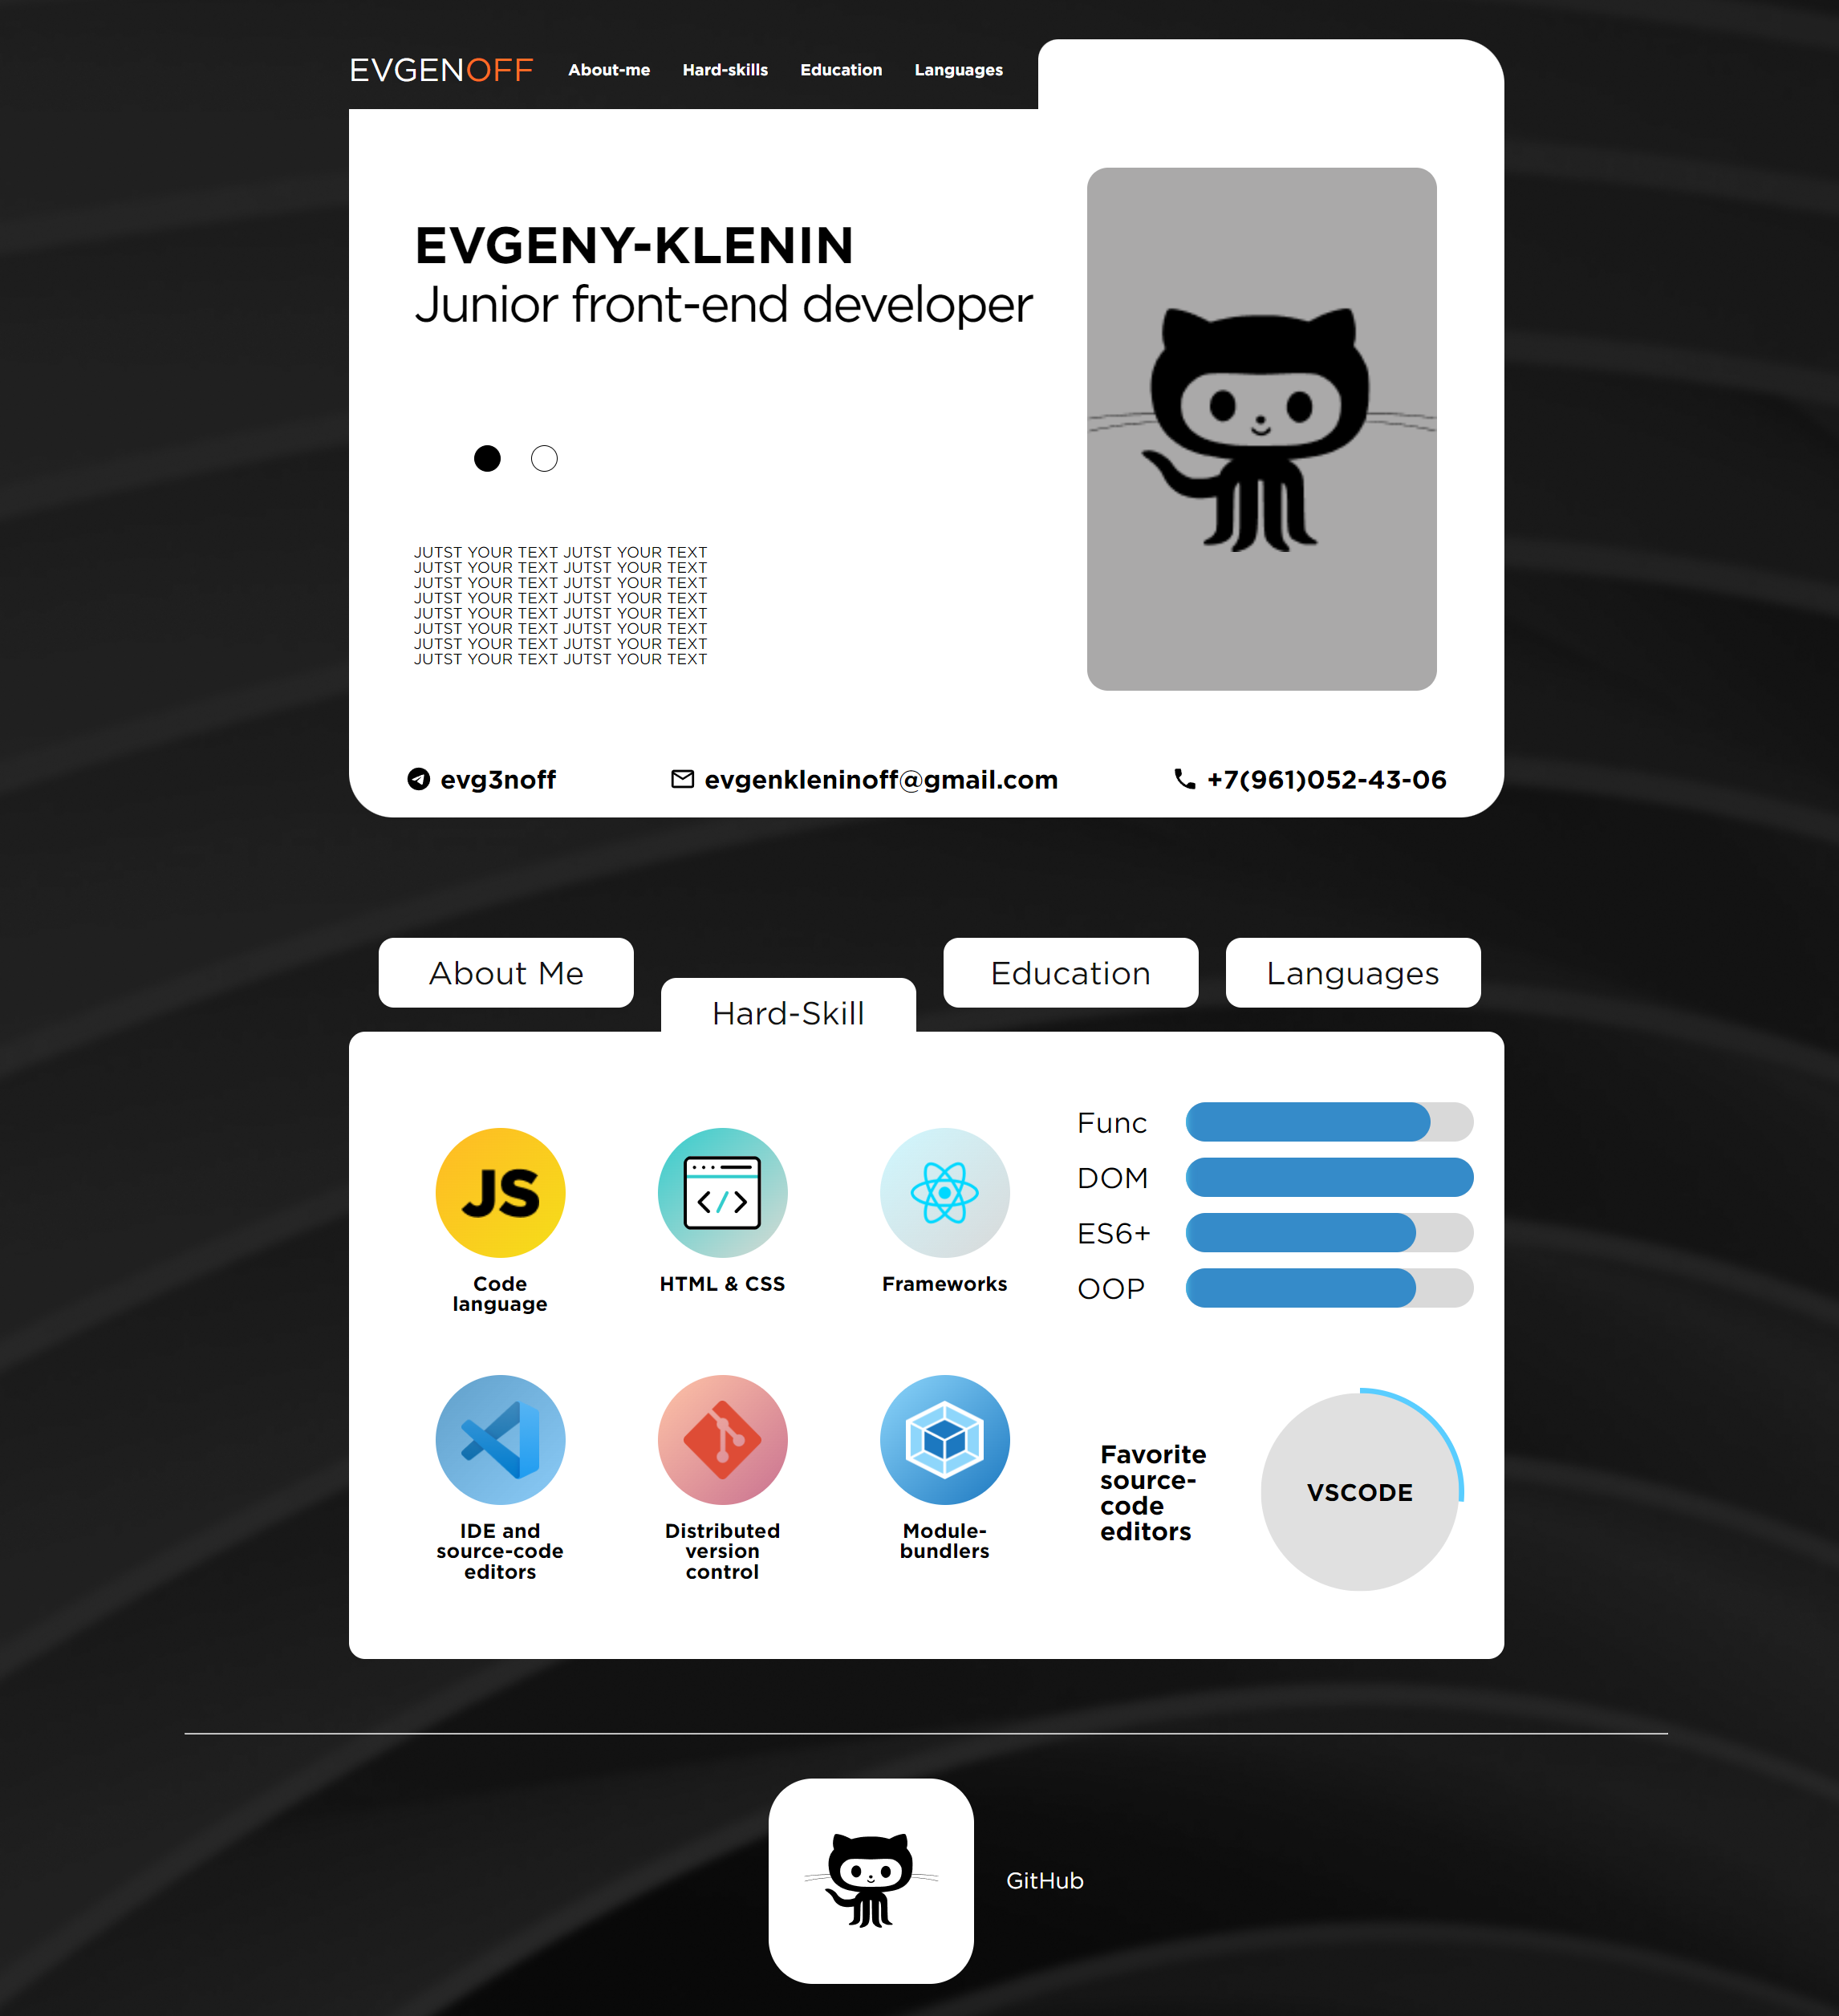 EVGENOFF About-me Hard-skills Education Languages
EVGENY-KLENIN
Junior front-end developer
JUTST YOUR TEXT JUTST YOUR TEXT
JUTST YOUR TEXT JUTST YOUR TEXT
JUTST YOUR TEXT JUTST YOUR TEXT
JUTST YOUR TEXT JUTST YOUR TEXT
JUTST YOUR TEXT JUTST YOUR TEXT
JUTST YOUR TEXT JUTST YOUR TEXT
JUTST YOUR TEXT JUTST YOUR TEXT
JUTST YOUR TEXT JUTST YOUR TEXT
evg3noff evgenkleninoff@gmail.com +7(961)052-43-06
About Me
Hard-Skill
Education
Languages
JS
Code
language
HTML & CSS
Frameworks
Func
DOM
ES6+
OOP
IDE and
source-code
editors
Distributed
version
control
Module-
bundlers
Favorite
source-
code
editors
VSCODE
GitHub